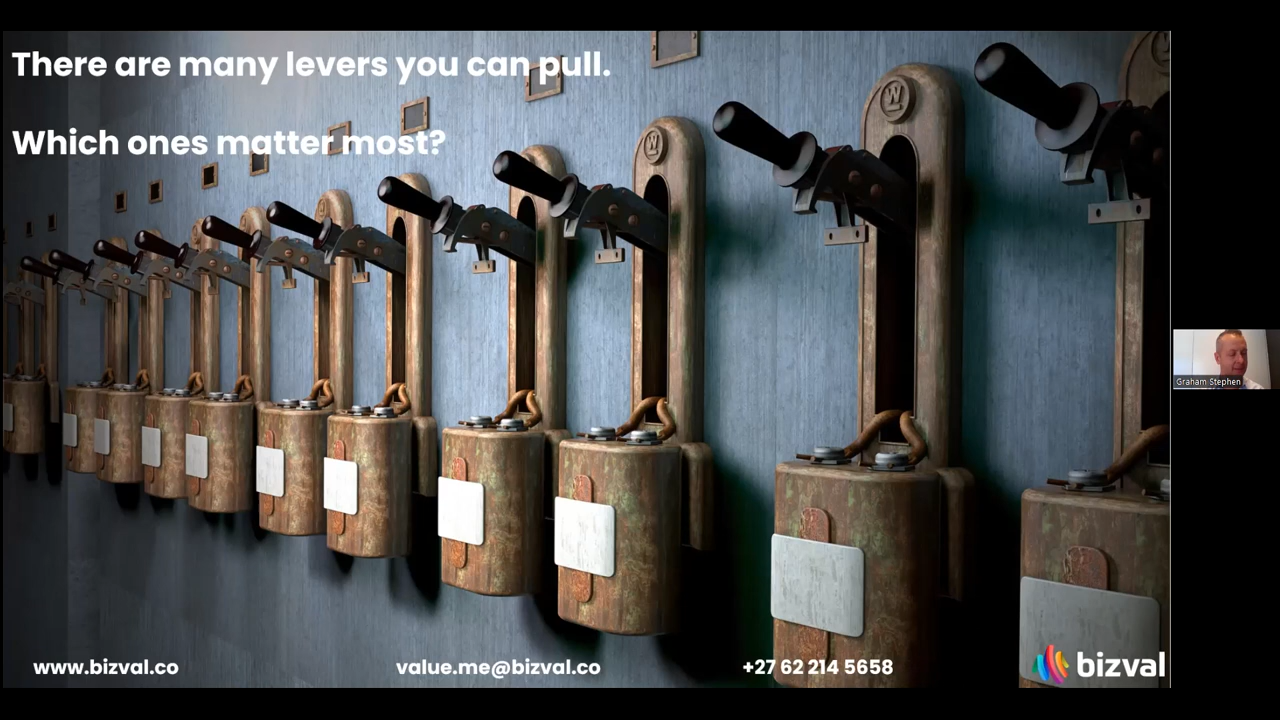 There are many levers you can pull.
Which ones matter most?
W
W
www.bizval.co
value.me@bizval.co
+27 62 214 5658
bizval
Graham Stephen